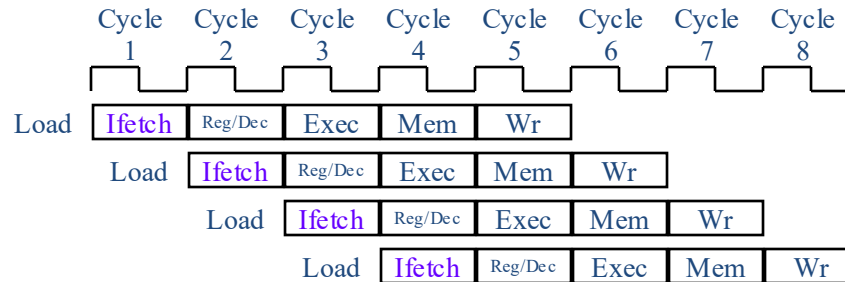 Cycle Cycle Cycle Cycle Cycle Cycle Cycle Cycle
1 2 3 4 5 6 7 8
Load Ifetch Reg/Dec Exec Mem Wr
Load Ifetch Reg/Dec Exec Mem Wr
Load Ifetch Reg/Dec Exec Mem Wr
Load Ifetch Reg/Dec Exec Mem Wr